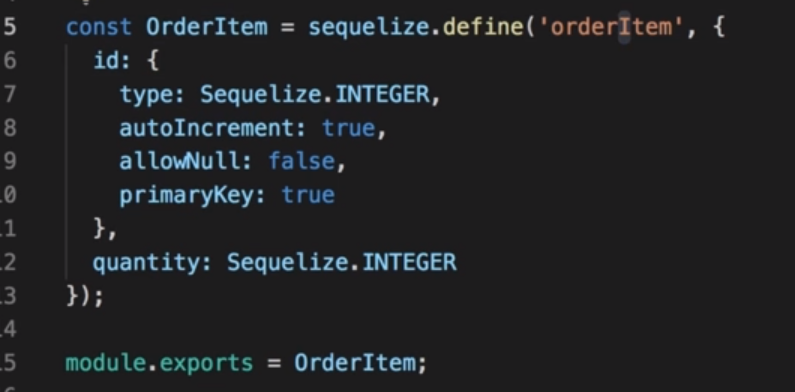 5 const OrderItem = sequelize.define('orderItem', {
6 id: {
7 type: Sequelize.INTEGER,
8 autoIncrement: true,
9 allowNull: false,
0 primaryKey: true
1 },
2 quantity: Sequelize.INTEGER
3 });
4
5 module.exports = OrderItem;